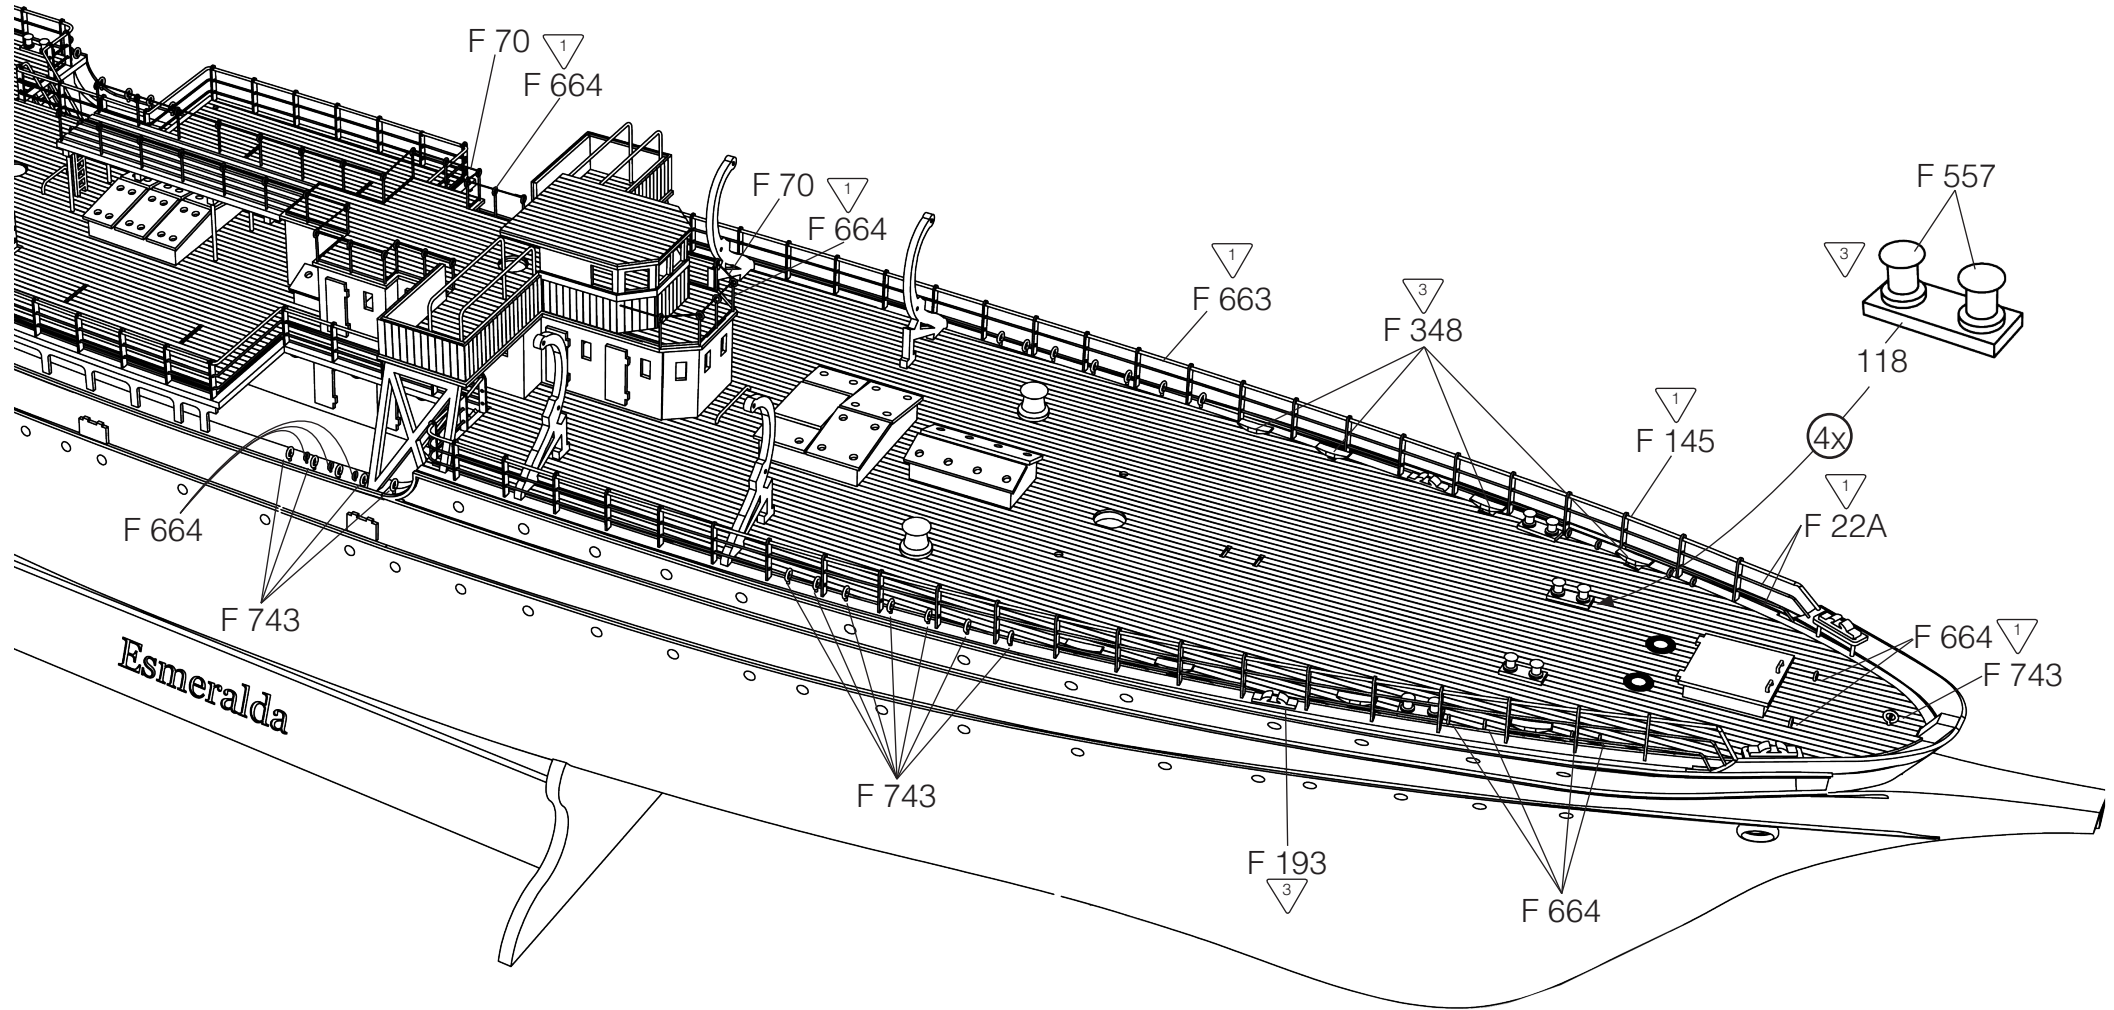 F 70
1
F 664
F 70
1
F 664
F 557
3
118
1
F 663
3
F 348
1
F 145
4x
1
F 22A
F 664
F 743
F 664 1
F 743
Esmeralda
F 743
F 193
3
F 664